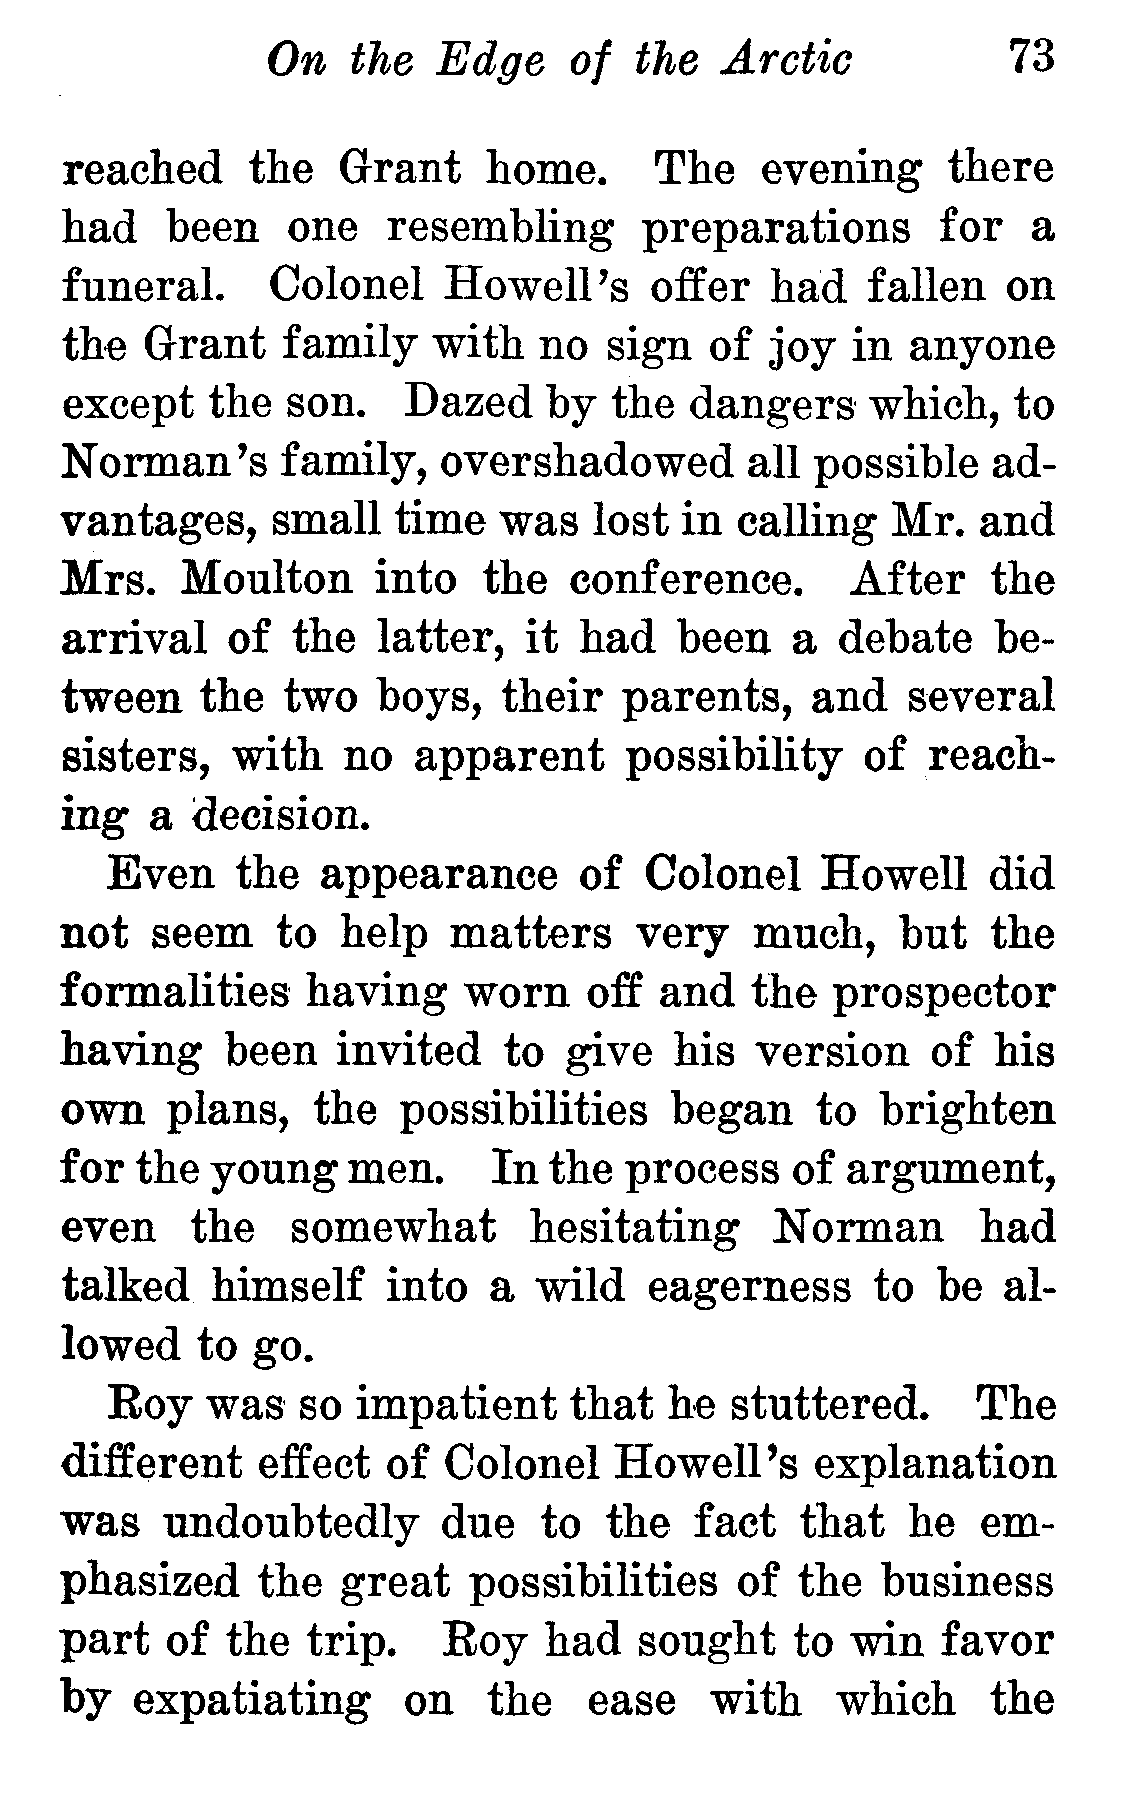 On the Edge of the Arctic 73
reached the Grant home. The evening there
had been one resembling preparations for a
funeral. Colonel Howell's offer had fallen on
the Grant family with no sign of joy in anyone
except the son. Dazed by the dangers which, to
Norman's family, overshadowed all possible ad-
vantages, small time was lost in calling Mr. and
Mrs. Moulton into the conference. After the
arrival of the latter, it had been a debate be-
tween the two boys, their parents, and several
sisters, with no apparent possibility of reach-
ing a decision.
Even the appearance of Colonel Howell did
not seem to help matters very much, but the
formalities having worn off and the prospector
having been invited to give his version of his
own plans, the possibilities began to brighten
for the young men. In the process of argument,
even the somewhat hesitating Norman had
talked himself into a wild eagerness to be al-
lowed to go.
Roy was so impatient that he stuttered. The
different effect of Colonel Howell's explanation
was undoubtedly due to the fact that he em-
phasized the great possibilities of the business
part of the trip. Roy had sought to win favor
by expatiating on the ease with which the